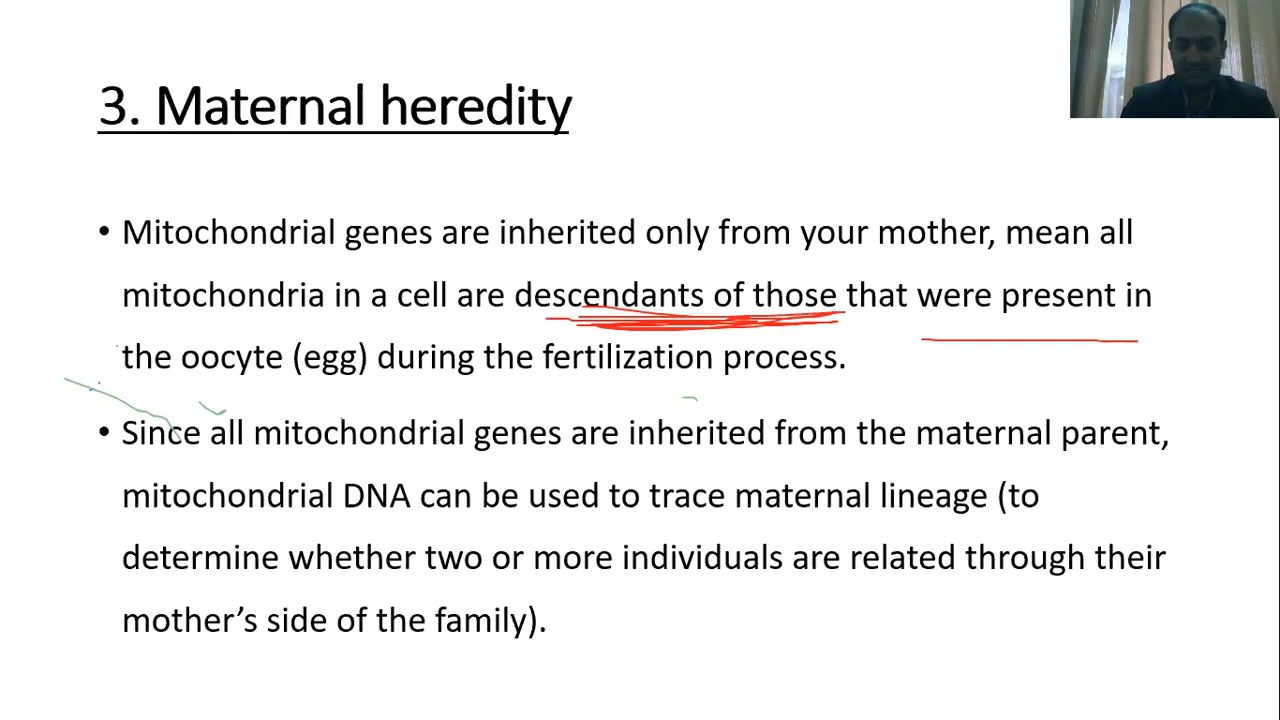 3. Maternal heredity
• Mitochondrial genes are inherited only from your mother, mean all
mitochondria in a cell are descendants of those that were present in
the oocyte (egg) during the fertilization process.
• Since all mitochondrial genes are inherited from the maternal parent,
mitochondrial DNA can be used to trace maternal lineage (to
determine whether two or more individuals are related through their
mother’s side of the family).